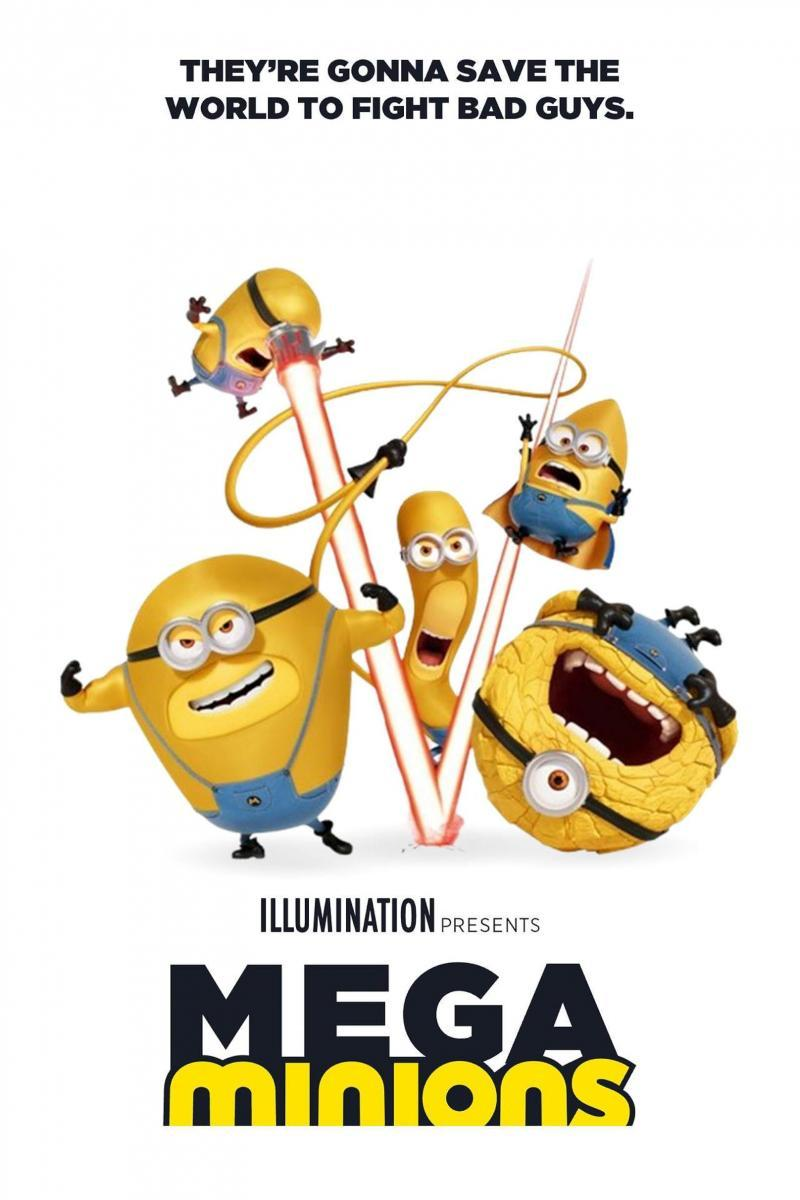 THEY'RE GONNA SAVE THE
WORLD TO FIGHT BAD GUYS.
ILLUMINATION PRESENTS
MEGA
minions